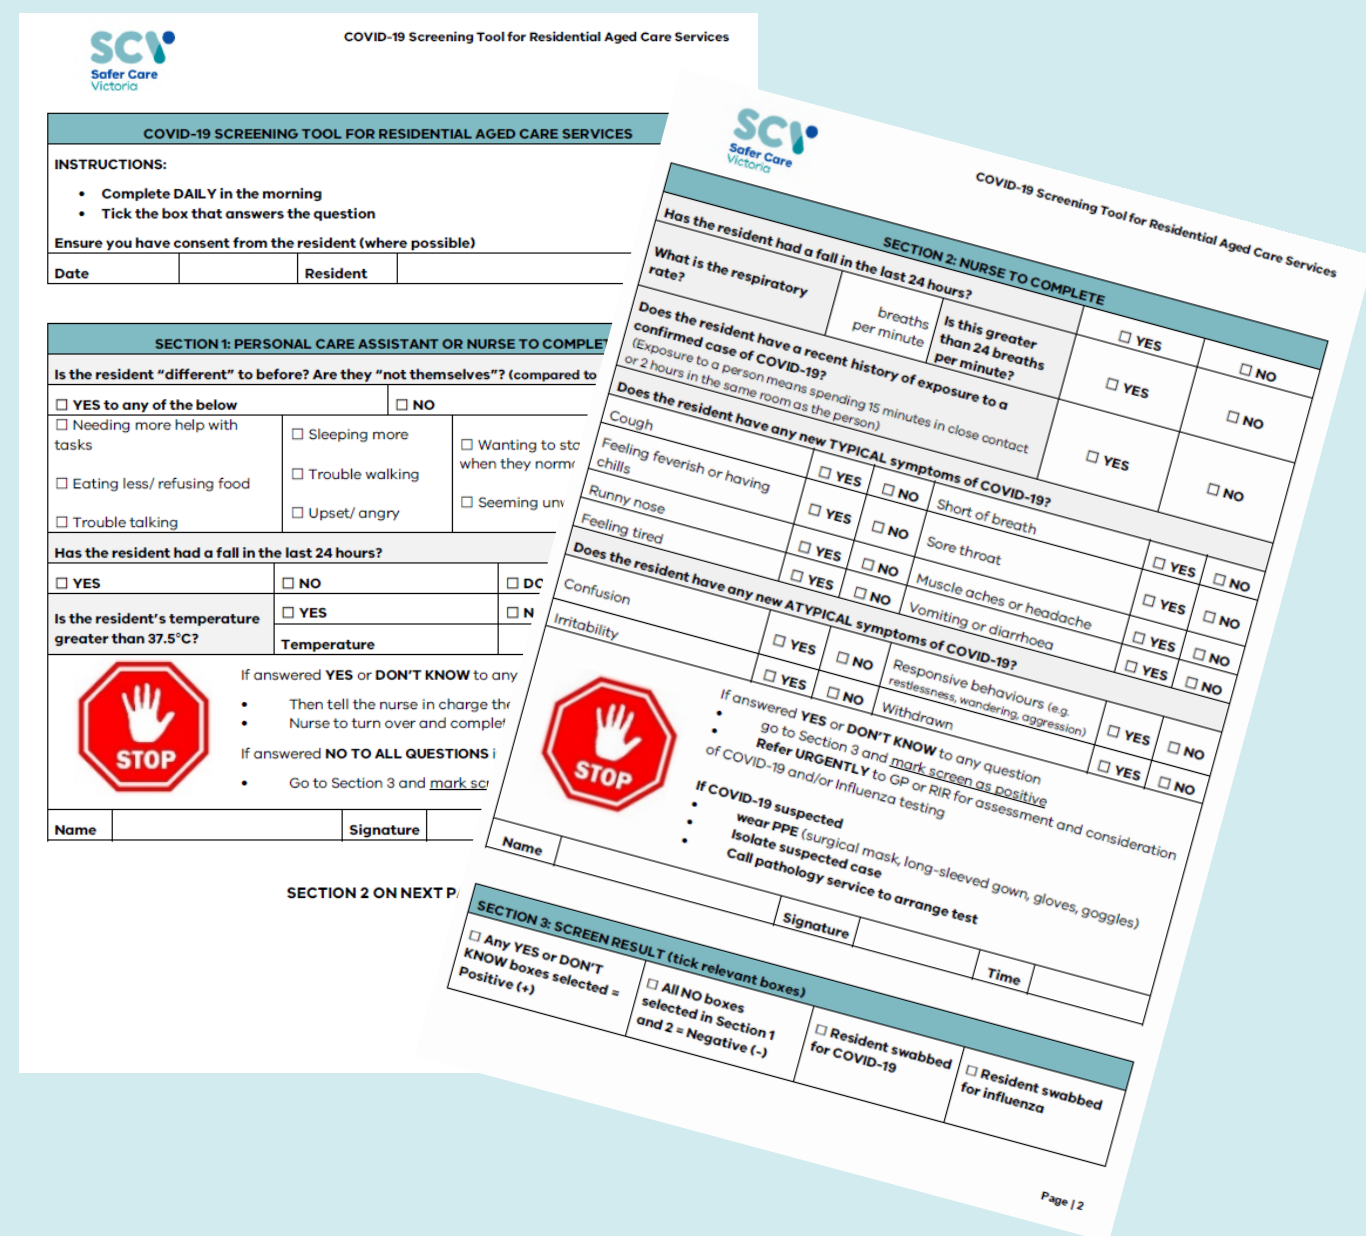 SCV
Safer Care
Victoria
COVID-19 Screening Tool for Residential Aged Care Services
COVID-19 SCREENING TOOL FOR RESIDENTIAL AGED CARE SERVICES
INSTRUCTIONS:
• Complete DAILY in the morning
• Tick the box that answers the question
Ensure you have consent from the resident (where possible)
Date Resident
SECTION 1: PERSONAL CARE ASSISTANT OR NURSE TO
Is the resident “different” to before? Are they “not themselves”? (compared to
☐ YES to any of the below ☐ NO
☐ Needing more help with
tasks
☐ Eating less/ refusing food
☐ Trouble talking
☐ Sleeping more
☐ Trouble walking
☐ Upset/ angry
☐ Wanting to
when they
☐ Seeming
Has the resident had a fall in the last 24 hours?
☐ YES ☐ NO ☐
Is the resident’s temperature
greater than 37.5°C?
☐ YES ☐
Temperature
STOP
If answered YES or DON’T KNOW to any
• Then tell the nurse in charge
• Nurse to turn over and
If answered NO TO ALL QUESTIONS
• Go to Section 3 and mark
Name Signature
SECTION 2 ON NEXT
SCV
Safer Care
Victoria
COVID-19 Screening Tool for Residential Aged Care Services
SECTION 2: NURSE TO COMPLETE
Has the resident had a fall in the last 24 hours? ☐ YES ☐ NO
What is the respiratory
rate?
breaths
per minute
Is this greater
than 24 breaths
per minute?
☐ YES ☐ NO
Does the resident have a recent history of exposure to a
confirmed case of COVID-19?
(Exposure to a person means spending 15 minutes in close contact
or 2 hours in the same room as the person)
☐ YES ☐ NO
Does the resident have any new TYPICAL symptoms of COVID-19?
Cough ☐ YES ☐ NO Short of breath ☐ YES ☐ NO
Feeling feverish or having
chills
☐ YES ☐ NO Sore throat ☐ YES ☐ NO
Runny nose ☐ YES ☐ NO Muscle aches or headache ☐ YES ☐ NO
Feeling tired ☐ YES ☐ NO Vomiting or diarrhoea ☐ YES ☐ NO
Does the resident have any new ATYPICAL symptoms of COVID-19?
Confusion ☐ YES ☐ NO Responsive behaviours (e.g.
restlessness, wandering, aggression) ☐ YES ☐ NO
Irritability ☐ YES ☐ NO Withdrawn ☐ YES ☐ NO
STOP
If answered YES or DON’T KNOW to any question
• go to Section 3 and mark screen as positive
• Refer URGENTLY to GP or RIR for assessment and consideration
of COVID-19 and/or Influenza testing
If COVID-19 suspected
• wear PPE (surgical mask, long-sleeved gown, gloves, goggles)
• Isolate suspected case
• Call pathology service to arrange test
Name Signature Time
SECTION 3: SCREEN RESULT (tick relevant boxes)
☐ Any YES or DON’T
KNOW boxes selected =
Positive (+)
☐ All NO boxes
selected in Section 1
and 2 = Negative (-)
☐ Resident swabbed
for COVID-19
☐ Resident swabbed
for influenza
Page | 2